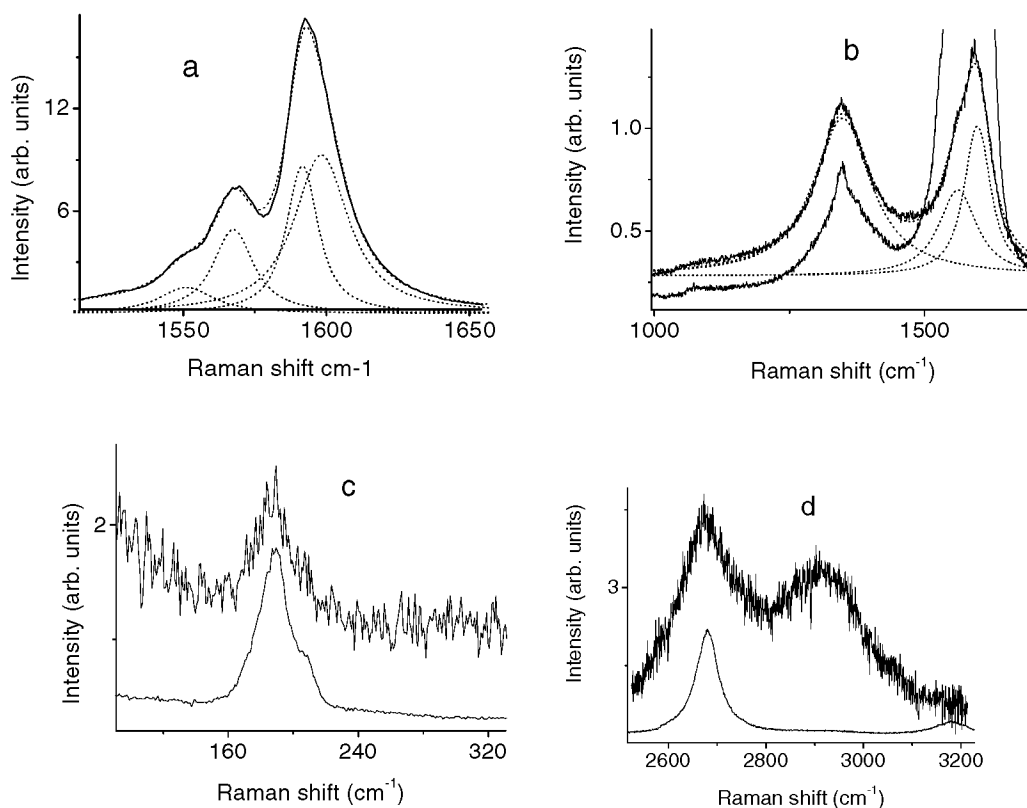 a
Intensity (arb. units)
12
6
1550
1600
1650
Raman shift cm-1
b
Intensity (arb. units)
1.0
0.5
1000
1500
Raman shift (cm⁻¹)
c
Intensity (arb. units)
2
160
240
320
Raman shift (cm⁻¹)
d
Intensity (arb. units)
3
2600
2800
3000
3200
Raman shift (cm⁻¹)